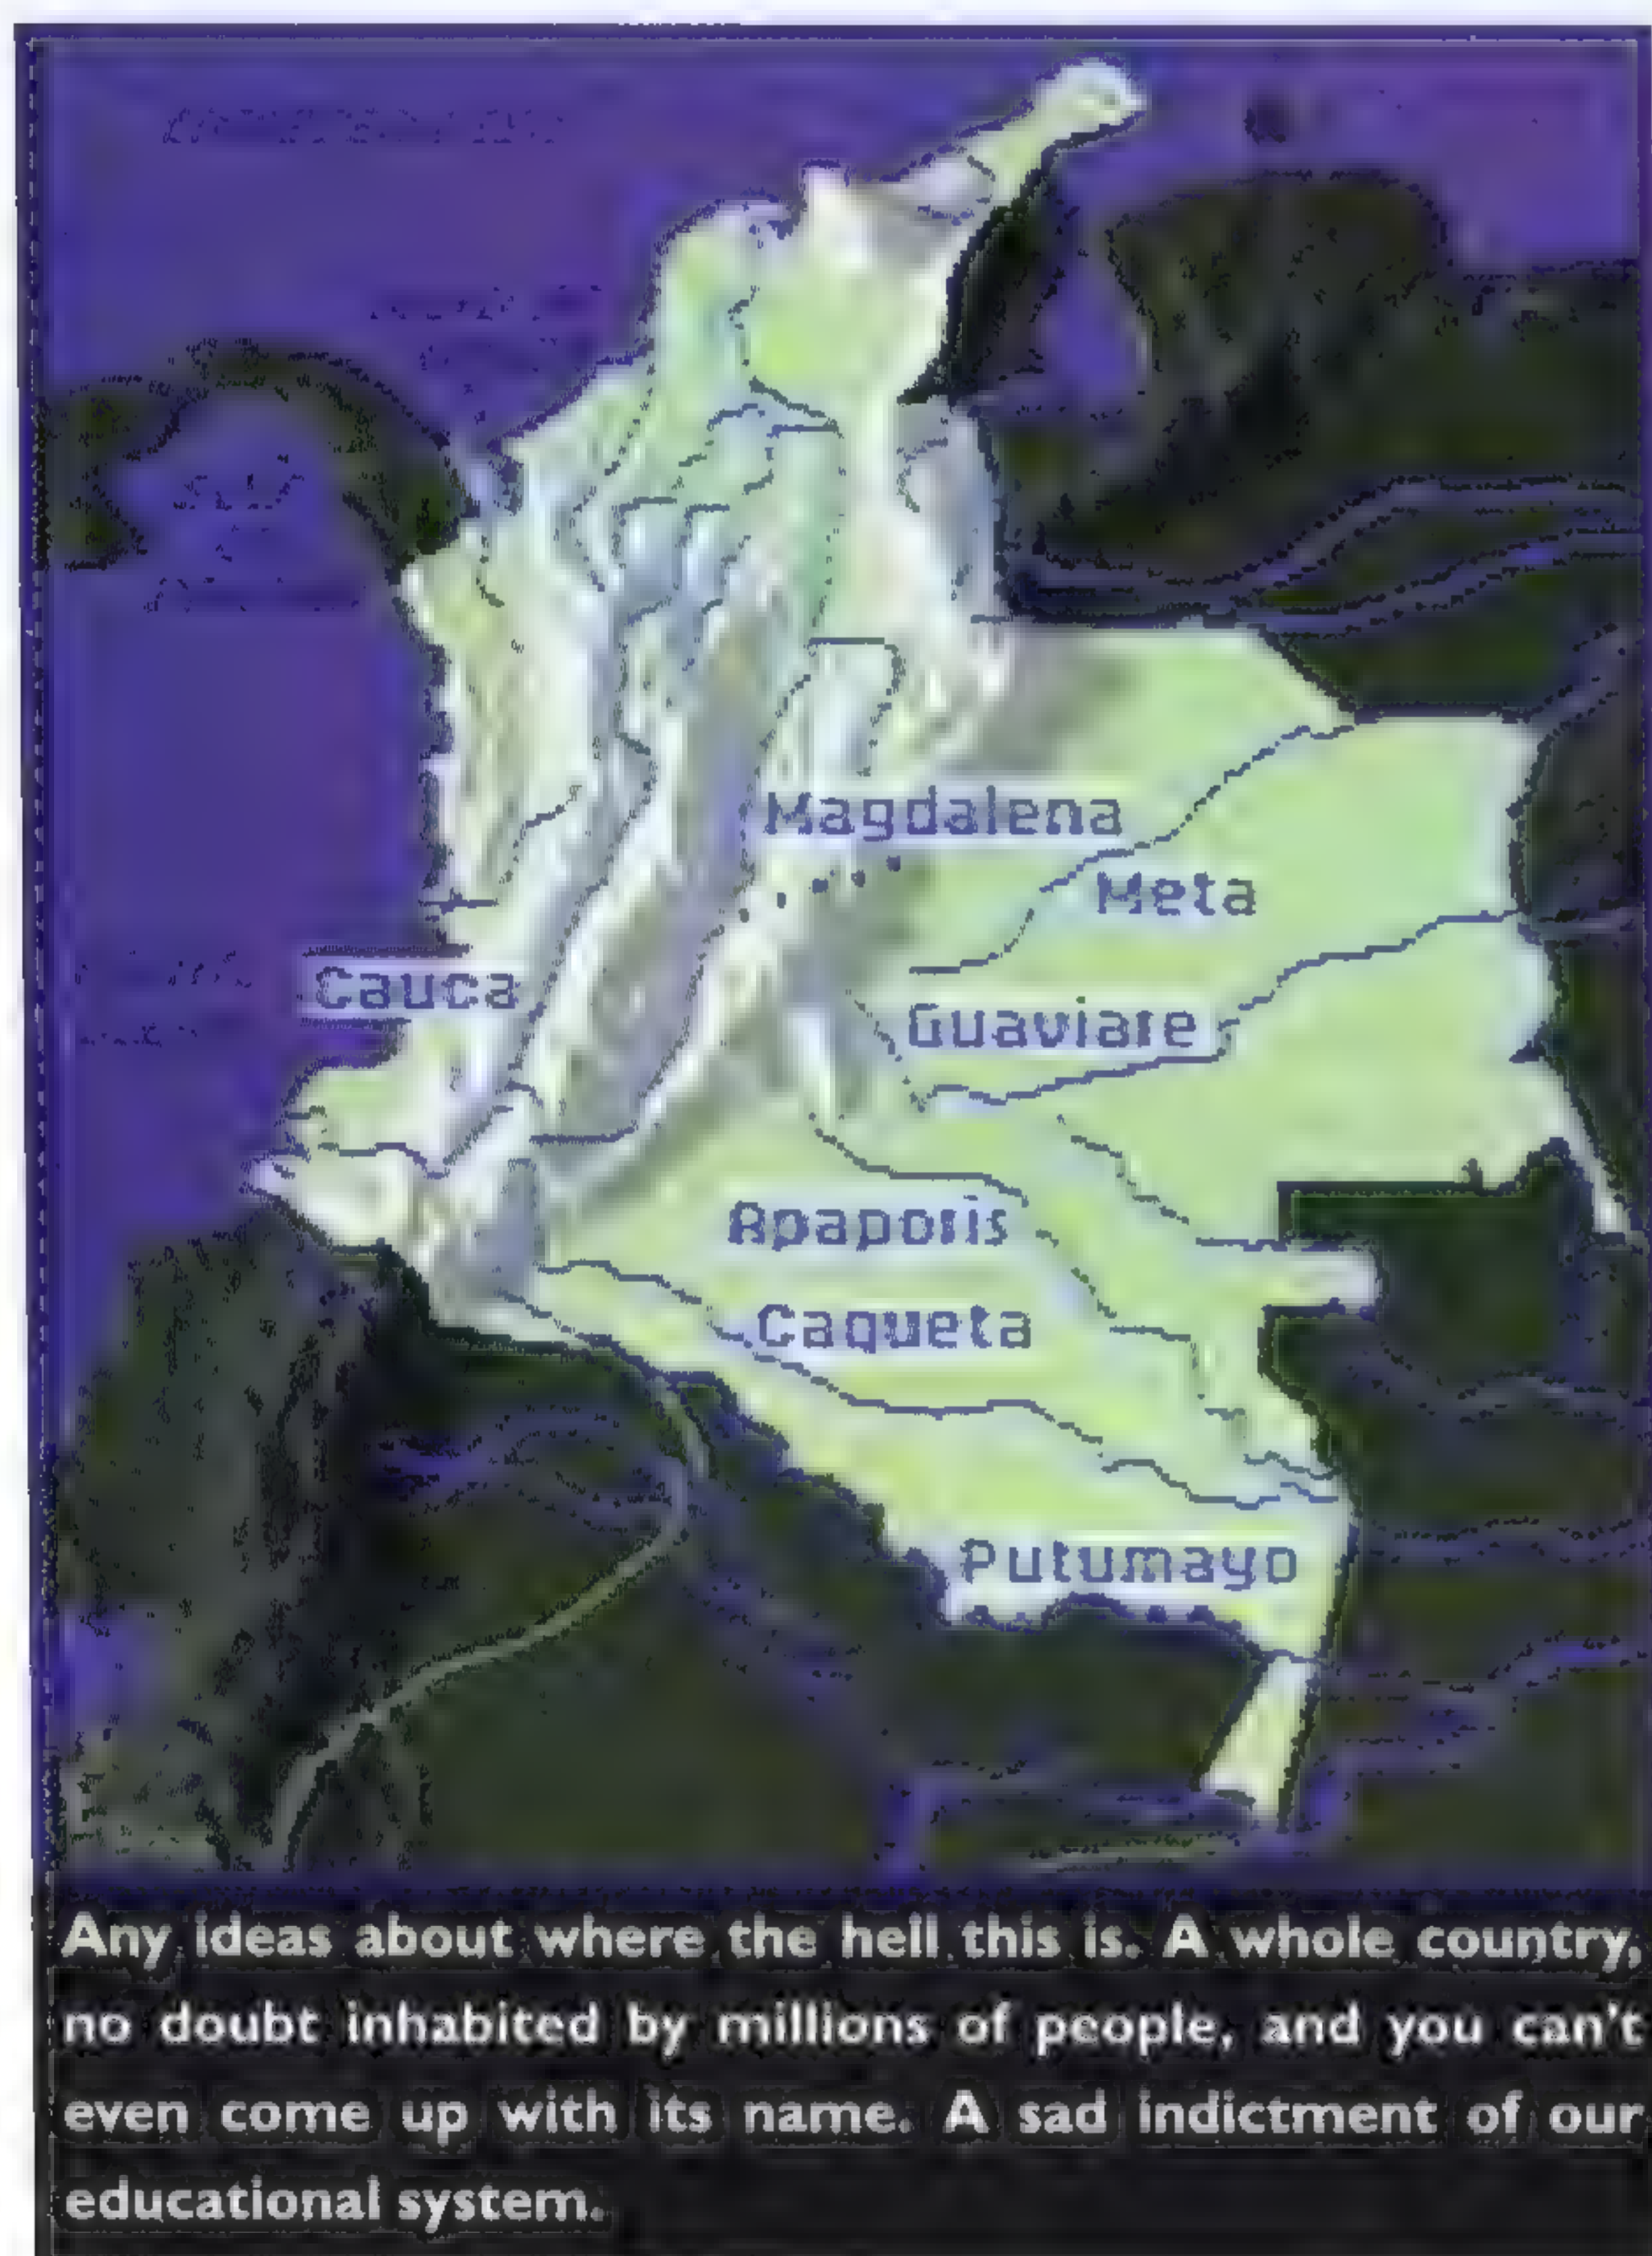 Magdalena
Meta
Cauca
Guaviare
Apaporis
Caqueta
Putumayo
Any ideas about where the hell this is. A whole country,
no doubt inhabited by millions of people, and you can't
even come up with its name. A sad indictment of our
educational system.